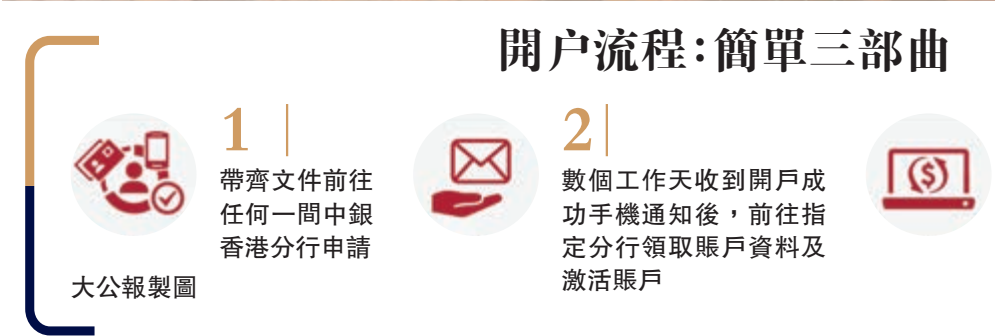 開户流程：簡單三部曲
1
帶齊文件前往
任何一間中銀
香港分行申請
2
數個工作天收到開戶成
功手機通知後，前往指
定分行領取賬戶資料及
激活賬戶
大公報製圖